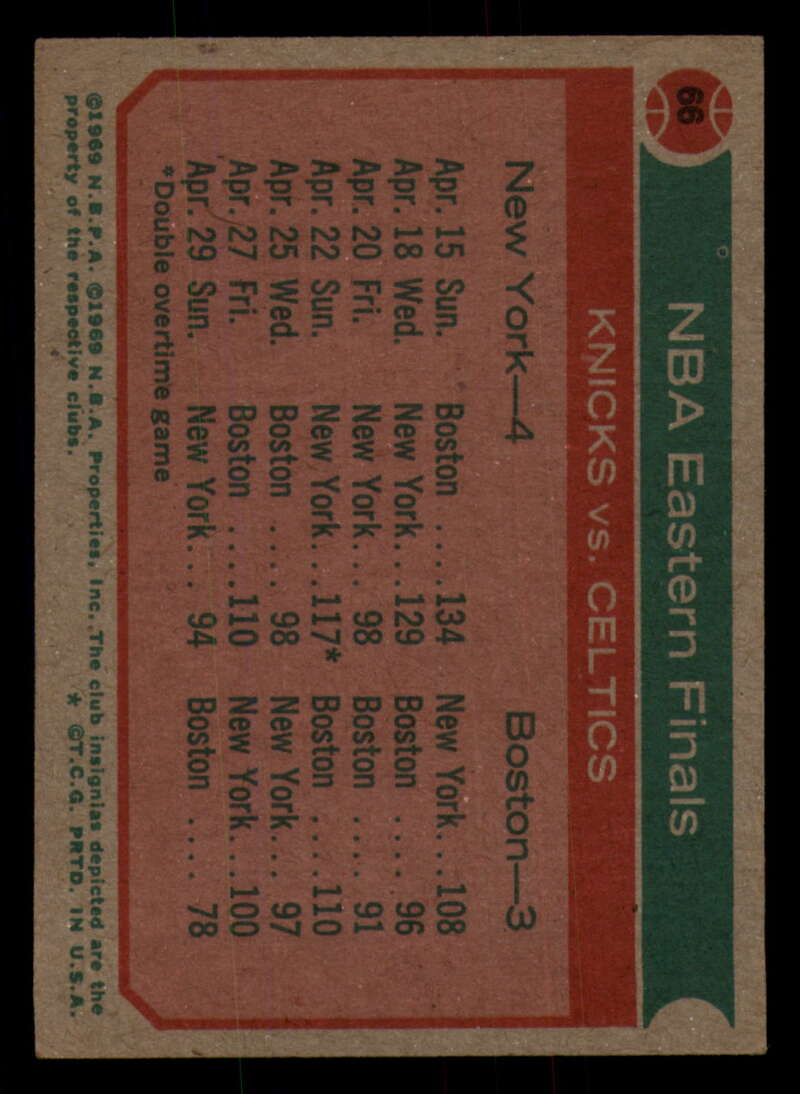 66
NBA Eastern Finals
KNICKS vs. CELTICS
New York—4 Boston—3
Apr. 15 Sun. Boston ....134 New York...108
Apr. 18 Wed. New York...129 Boston .... 96
Apr. 20 Fri. New York... 98 Boston .... 91
Apr. 22 Sun. New York...117* Boston ....110
Apr. 25 Wed. Boston .... 98 New York... 97
Apr. 27 Fri. Boston ....110 New York...100
Apr. 29 Sun. New York... 94 Boston .... 78
*Double overtime game
©1969 N.B.P.A. ©1969 N.B.A. Properties, Inc. The club insignias depicted are the
property of the respective clubs. * ©T.C.G. PRTD. IN U.S.A.